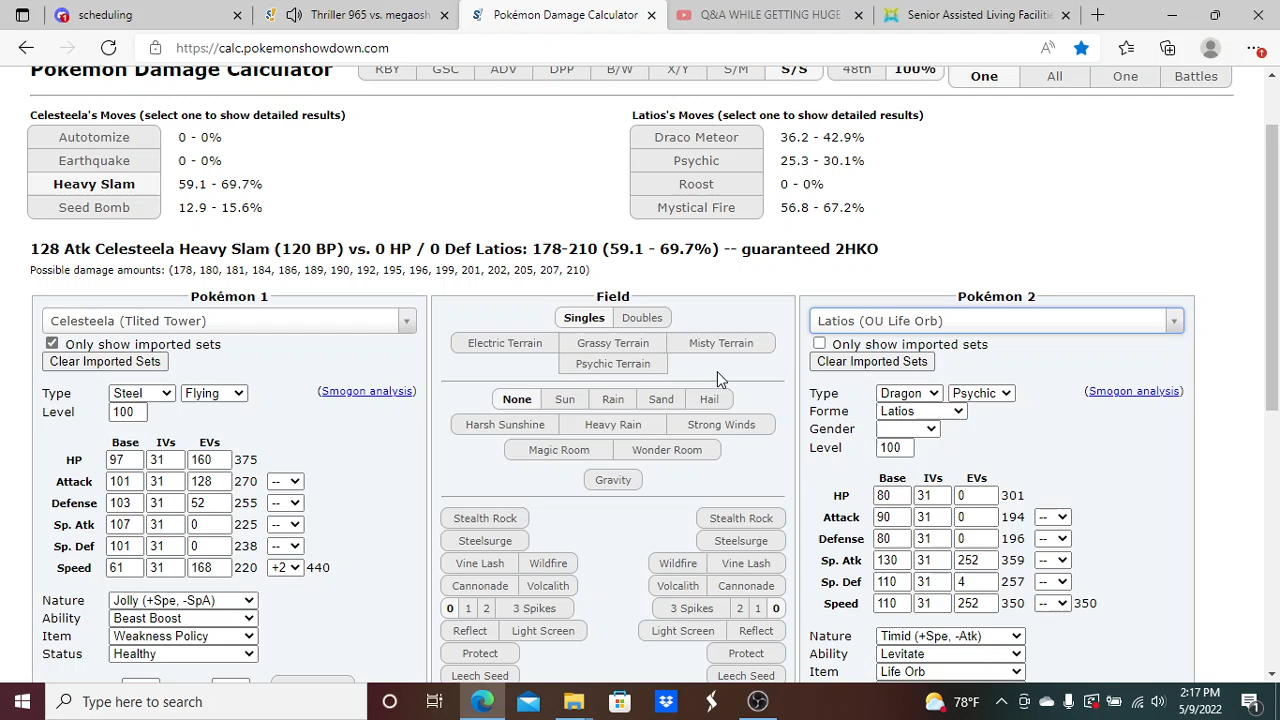 scheduling
Thriller 965 vs. megaosh
Pokémon Damage Calculator
Q&A WHILE GETTING HUGE
Senior Assisted Living Facilitie
https://calc.pokemonshowdown.com
Pokémon Damage Calculator
RBY GSC ADV DPP B/W X/Y S/M S/S 48th 100%
One All One Battles
Celesteela's Moves (select one to show detailed results)
Autotomize 0 - 0%
Earthquake 0 - 0%
Heavy Slam 59.1 - 69.7%
Seed Bomb 12.9 - 15.6%
Latios's Moves (select one to show detailed results)
Draco Meteor 36.2 - 42.9%
Psychic 25.3 - 30.1%
Roost 0 - 0%
Mystical Fire 56.8 - 67.2%
128 Atk Celesteela Heavy Slam (120 BP) vs. 0 HP / 0 Def Latios: 178-210 (59.1 - 69.7%) -- guaranteed 2HKO
Possible damage amounts: (178, 180, 181, 184, 186, 189, 190, 192, 195, 196, 199, 201, 202, 205, 207, 210)
Pokémon 1
Celesteela (Tlited Tower)
Only show imported sets
Clear Imported Sets
Type Steel Flying (Smogon analysis)
Level 100
Base IVs EVs
HP 97 31 160 375
Attack 101 31 128 270 --
Defense 103 31 52 255 --
Sp. Atk 107 31 0 225 --
Sp. Def 101 31 0 238 --
Speed 61 31 168 220 +2 440
Nature Jolly (+Spe, -SpA)
Ability Beast Boost
Item Weakness Policy
Status Healthy
Field
Singles Doubles
Electric Terrain Grassy Terrain Misty Terrain
Psychic Terrain
None Sun Rain Sand Hail
Harsh Sunshine Heavy Rain Strong Winds
Magic Room Wonder Room
Gravity
Stealth Rock Stealth Rock
Steelsurge Steelsurge
Vine Lash Wildfire Wildfire Vine Lash
Cannonade Volcalith Volcalith Cannonade
0 1 2 3 Spikes 3 Spikes 2 1 0
Reflect Light Screen Light Screen Reflect
Protect Protect
Leech Seed Leech Seed
Pokémon 2
Latios (OU Life Orb)
Only show imported sets
Clear Imported Sets
Type Dragon Psychic (Smogon analysis)
Forme Latios
Gender
Level 100
Base IVs EVs
HP 80 31 0 301
Attack 90 31 0 194 --
Defense 80 31 0 196 --
Sp. Atk 130 31 252 359 --
Sp. Def 110 31 4 257 --
Speed 110 31 252 350 -- 350
Nature Timid (+Spe, -Atk)
Ability Levitate
Item Life Orb
Type here to search
78°F
2:17 PM
5/9/2022
1